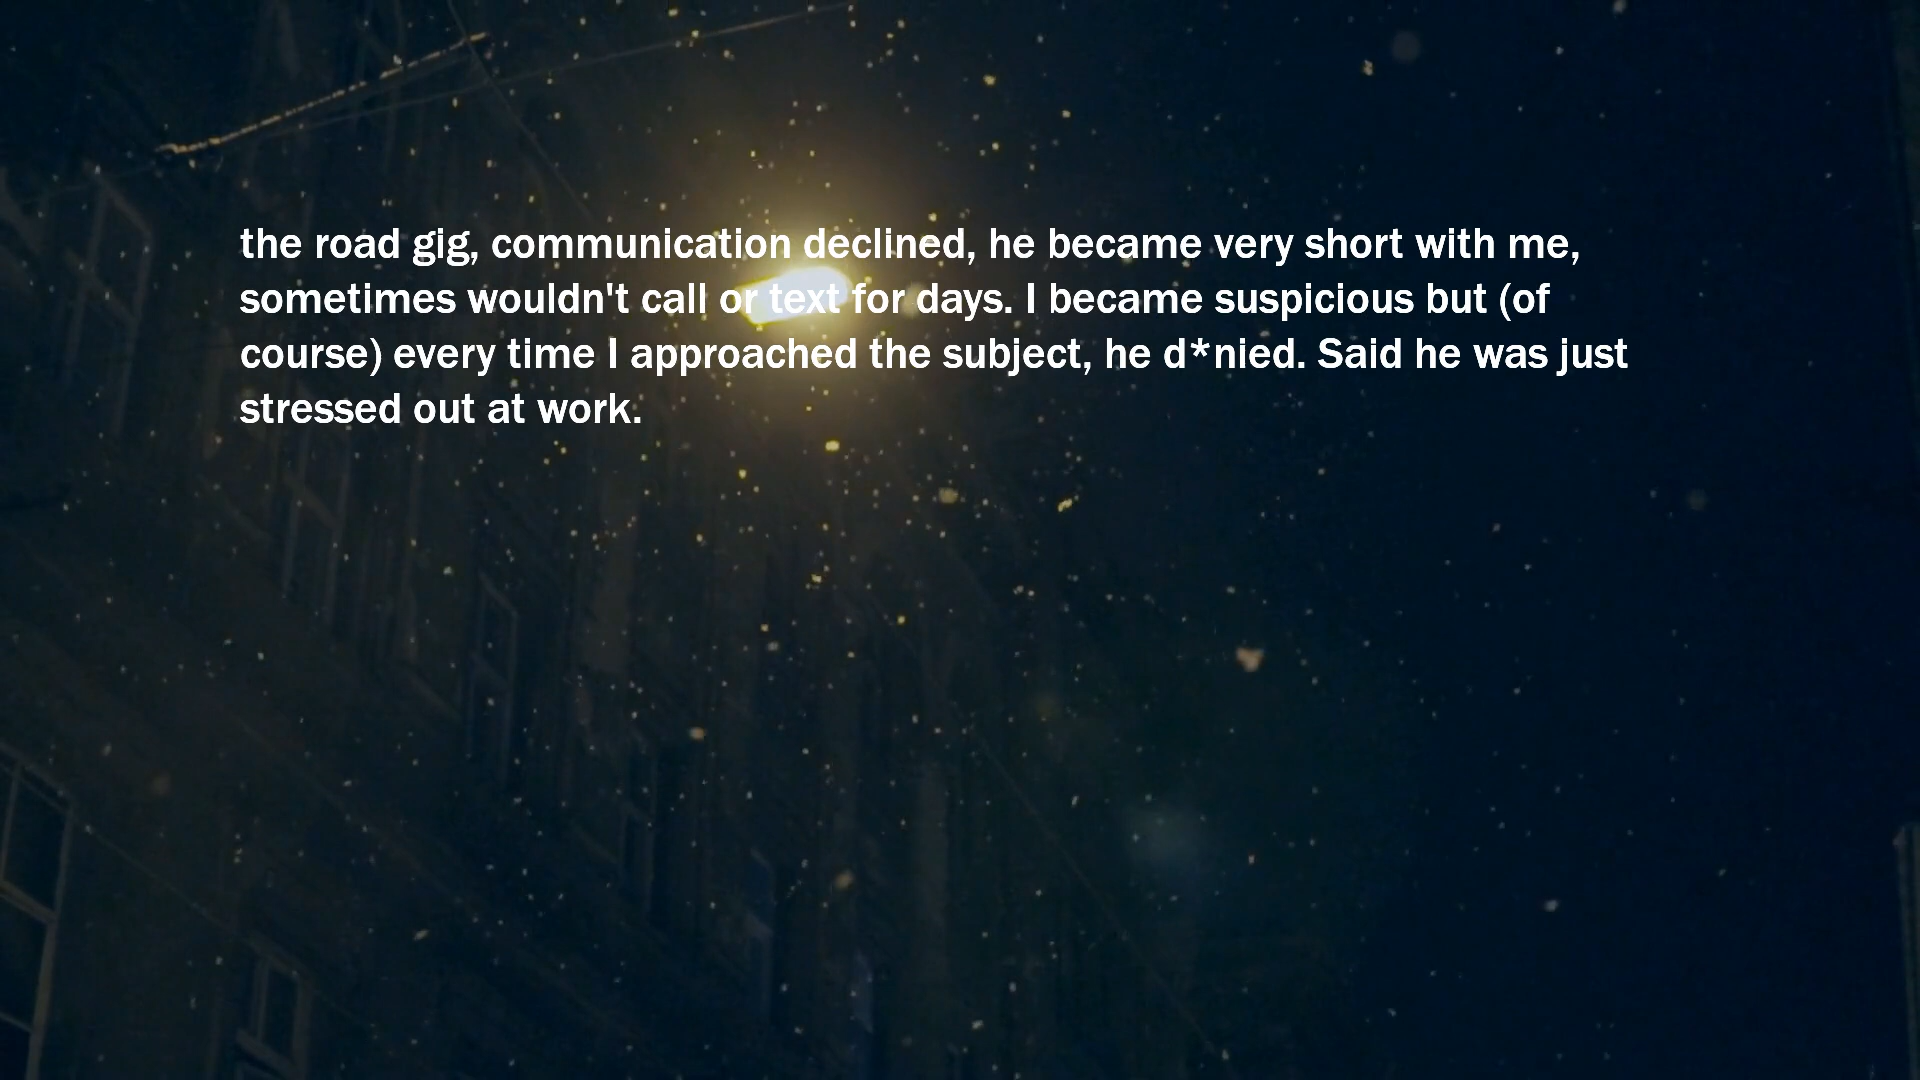 the road gig, communication declined, he became very short with me,
sometimes wouldn't call or text for days. I became suspicious but (of
course) every time I approached the subject, he d*nied. Said he was just
stressed out at work.